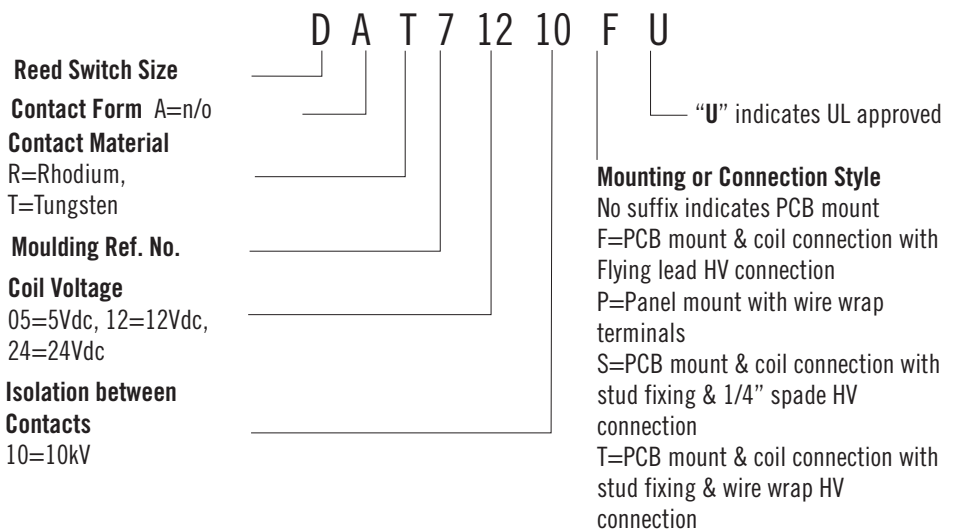 D A T 7 12 10 F U
Reed Switch Size
Contact Form A=n/o
Contact Material
R=Rhodium,
T=Tungsten
Moulding Ref. No.
Coil Voltage
05=5Vdc, 12=12Vdc,
24=24Vdc
Isolation between
Contacts
10=10kV
“U” indicates UL approved
Mounting or Connection Style
No suffix indicates PCB mount
F=PCB mount & coil connection with
Flying lead HV connection
P=Panel mount with wire wrap
terminals
S=PCB mount & coil connection with
stud fixing & 1/4” spade HV
connection
T=PCB mount & coil connection with
stud fixing & wire wrap HV
connection